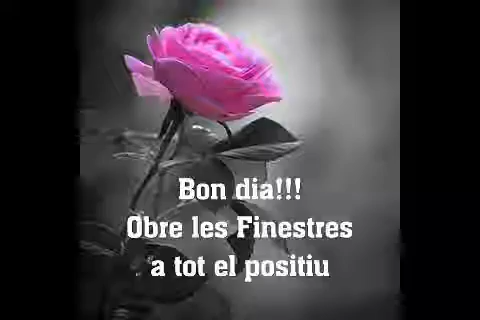 Bon dia!!!
Obre les Finestres
a tot el positiu